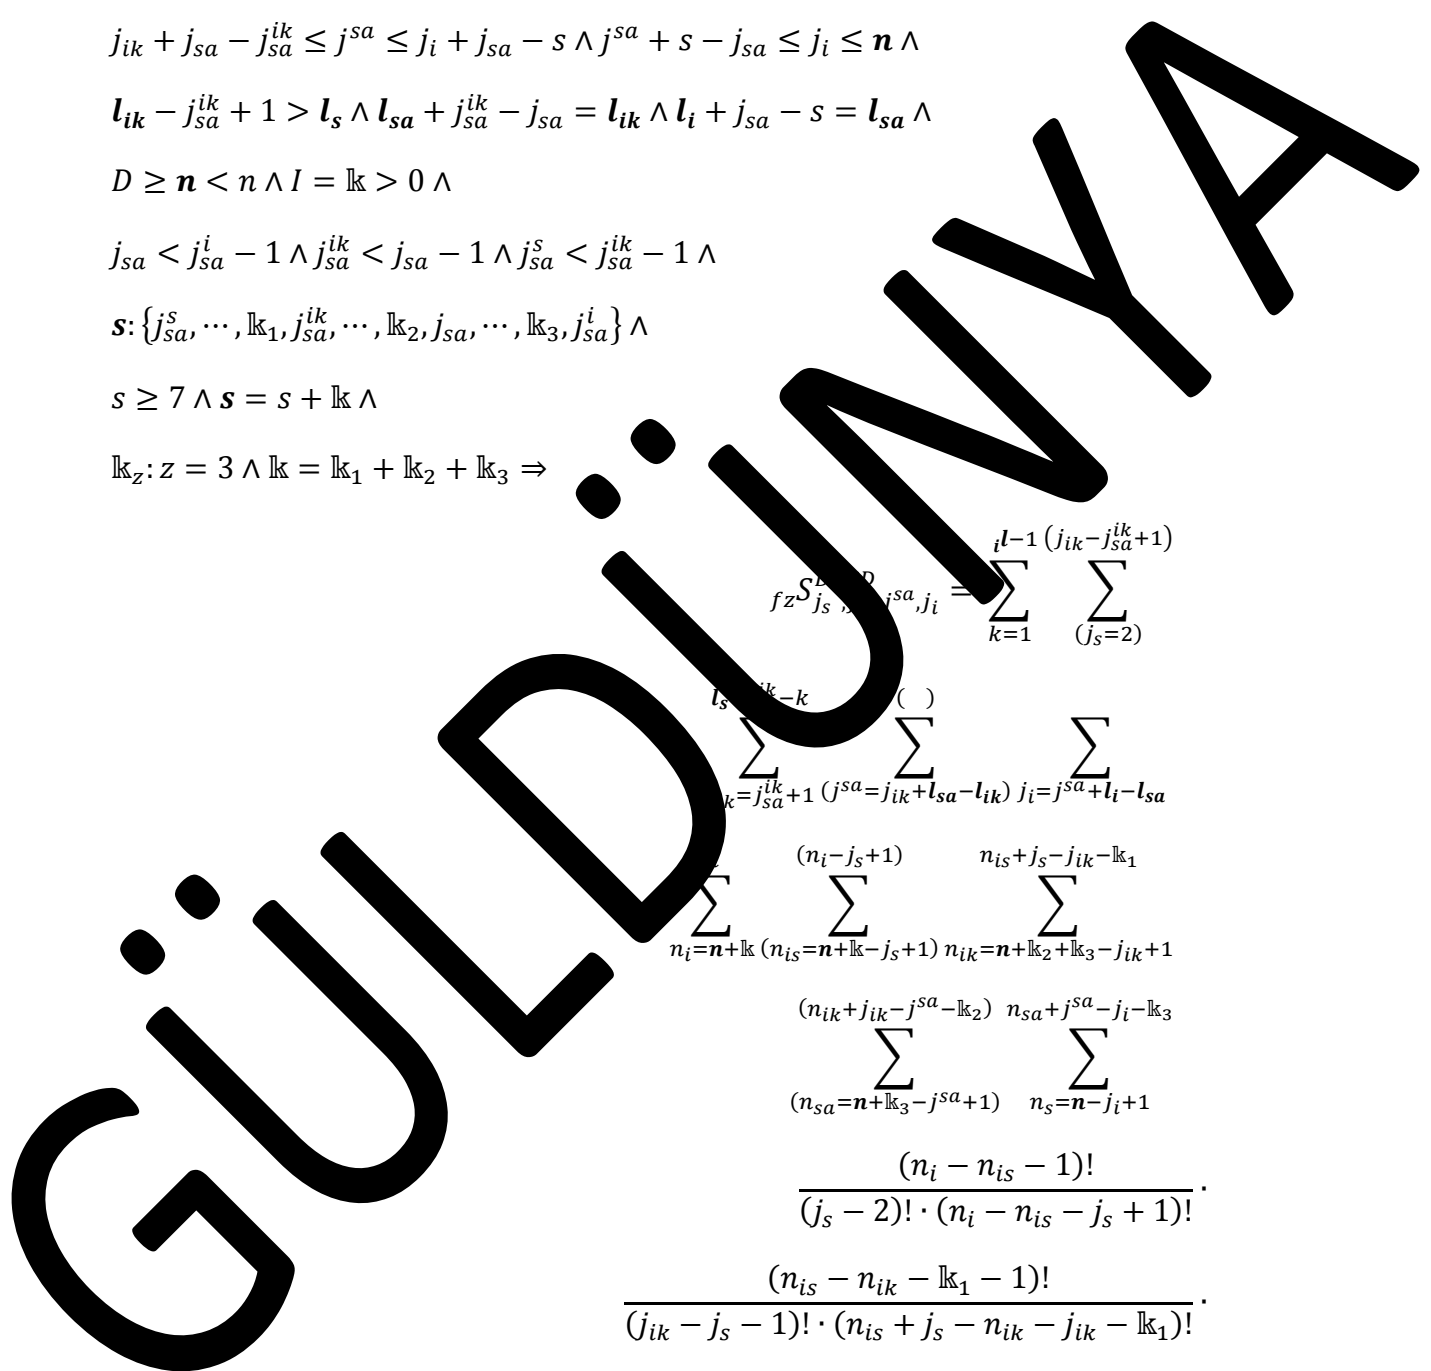 j_{ik} + j_{sa} − j_{sa}^{ik} ≤ j^{sa} ≤ j_i + j_{sa} − s ∧ j^{sa} + s − j_{sa} ≤ j_i ≤ 𝒏 ∧
𝒍_{𝒊𝒌} − j_{sa}^{ik} + 1 > 𝒍_𝒔 ∧ 𝒍_{𝒔𝒂} + j_{sa}^{ik} − j_{sa} = 𝒍_{𝒊𝒌} ∧ 𝒍_𝒊 + j_{sa} − s = 𝒍_{𝒔𝒂} ∧
D ≥ 𝒏 < n ∧ I = 𝕜 > 0 ∧
j_{sa} < j_{sa}^{i} − 1 ∧ j_{sa}^{ik} < j_{sa} − 1 ∧ j_{sa}^{s} < j_{sa}^{ik} − 1 ∧
𝒔: {j_{sa}^{s}, ⋯ , 𝕜_1, j_{sa}^{ik}, ⋯ , 𝕜_2, j_{sa}, ⋯ , 𝕜_3, j_{sa}^{i}} ∧
s ≥ 7 ∧ 𝒔 = s + 𝕜 ∧
𝕜_z: z = 3 ∧ 𝕜 = 𝕜_1 + 𝕜_2 + 𝕜_3 ⇒
{}_{fz}S_{j_s, j^{sa}, j_i} = ∑_{k=1}^{{}_{𝒊}𝒍−1} ∑_{(j_s=2)}^{(j_{ik}−j_{sa}^{ik}+1)}
∑_{k=j_{sa}^{ik}+1}^{𝒍_𝒔 ik −k} ∑_{(j^{sa}=j_{ik}+𝒍_{𝒔𝒂}−𝒍_{𝒊𝒌})}^{( )} ∑_{j_i=j^{sa}+𝒍_𝒊−𝒍_{𝒔𝒂}}
∑_{n_i=𝒏+𝕜} ∑_{(n_{is}=𝒏+𝕜−j_s+1)}^{(n_i−j_s+1)} ∑_{n_{ik}=𝒏+𝕜_2+𝕜_3−j_{ik}+1}^{n_{is}+j_s−j_{ik}−𝕜_1}
∑_{(n_{sa}=𝒏+𝕜_3−j^{sa}+1)}^{(n_{ik}+j_{ik}−j^{sa}−𝕜_2)} ∑_{n_s=𝒏−j_i+1}^{n_{sa}+j^{sa}−j_i−𝕜_3}
(n_i − n_{is} − 1)!
(j_s − 2)! · (n_i − n_{is} − j_s + 1)! ·
(n_{is} − n_{ik} − 𝕜_1 − 1)!
(j_{ik} − j_s − 1)! · (n_{is} + j_s − n_{ik} − j_{ik} − 𝕜_1)! ·
GÜLDÜNYA